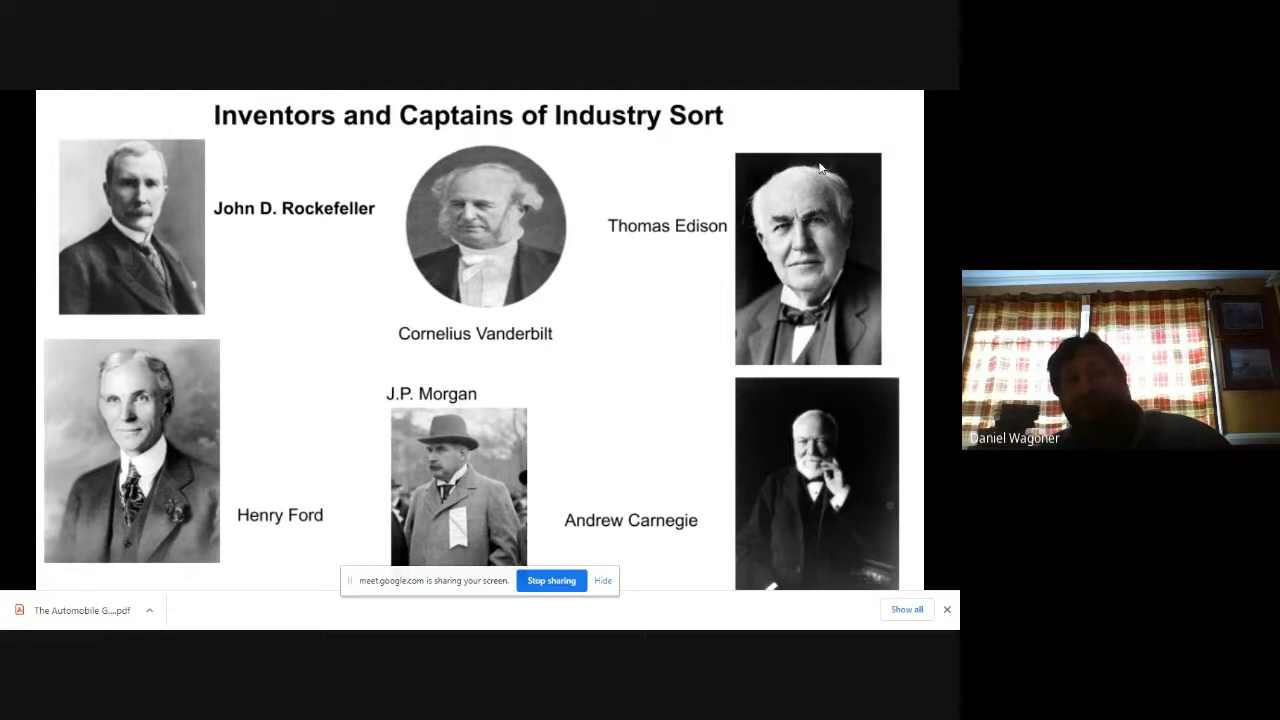 Inventors and Captains of Industry Sort
John D. Rockefeller
Thomas Edison
Cornelius Vanderbilt
J.P. Morgan
Henry Ford
Andrew Carnegie
Daniel Wagoner
meet.google.com is sharing your screen.
Stop sharing
Hide
The Automobile G....pdf
Show all